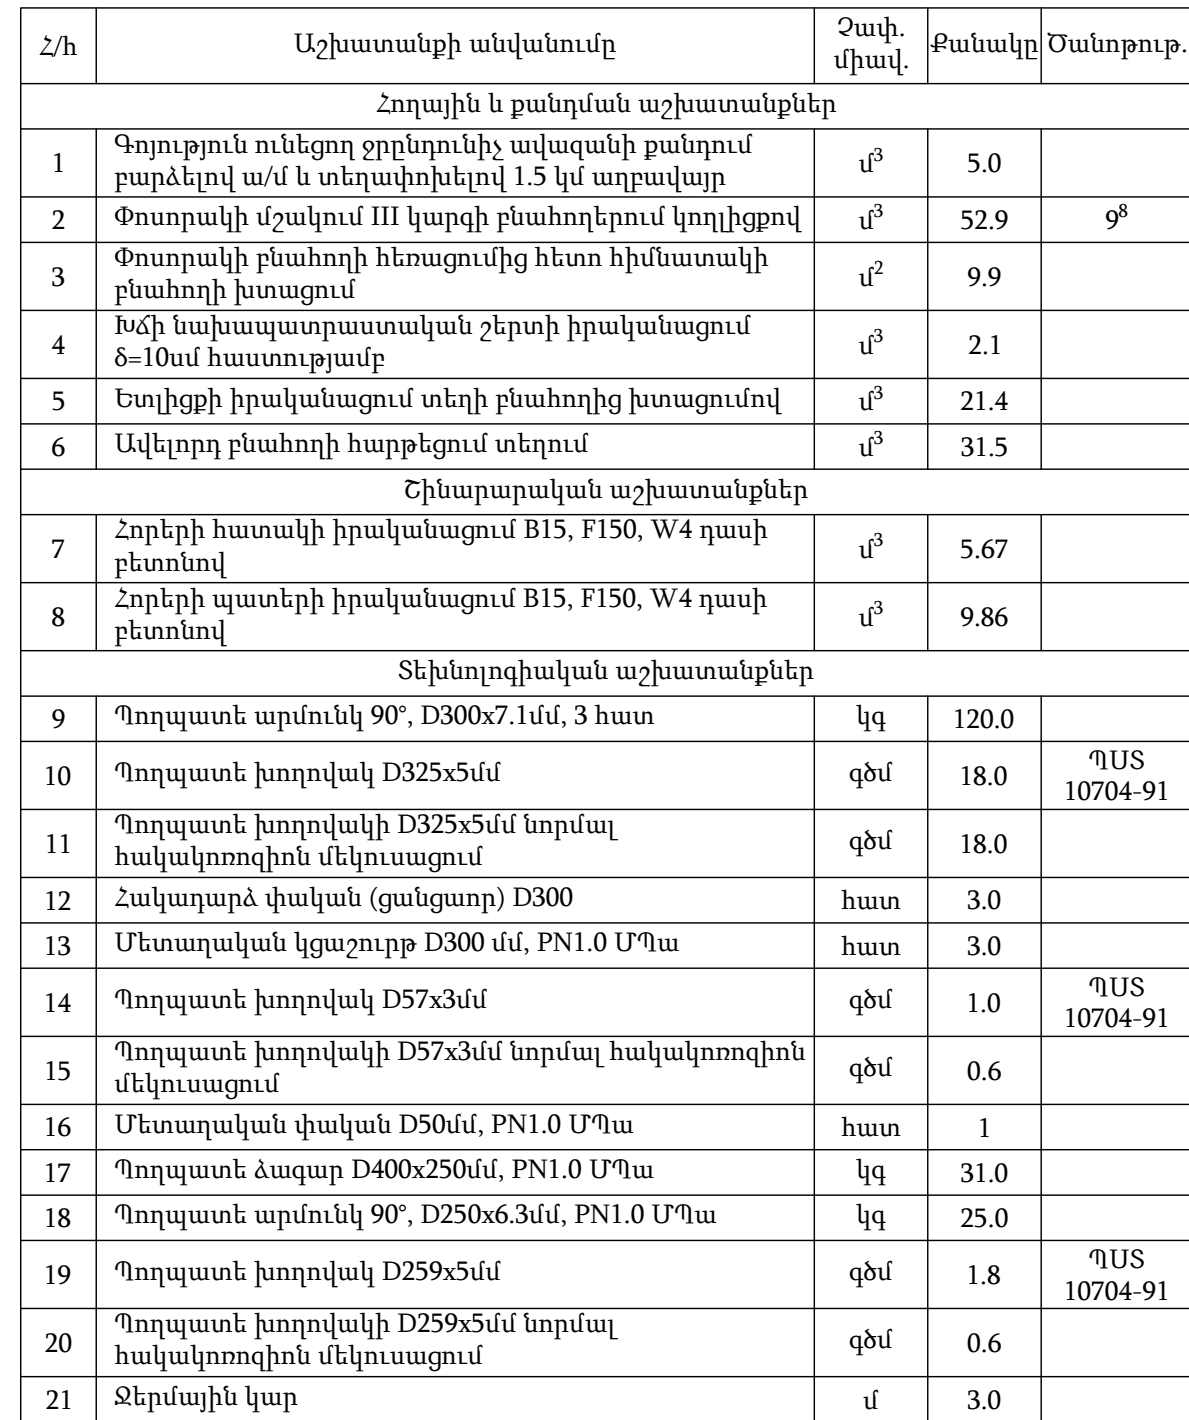 Հ/հ Աշխատանքի անվանումը Չափ. միավ. Քանակը Ծանոթութ.
Հողային և քանդման աշխատանքներ
1 Գոյություն ունեցող ջրընդունիչ ավազանի քանդում
բարձելով ա/մ և տեղափոխելով 1.5 կմ աղբավայր մ³ 5.0
2 Փոսորակի մշակում III կարգի բնահողերում կողլիցքով մ³ 52.9 9⁸
3 Փոսորակի բնահողի հեռացումից հետո հիմնատակի
բնահողի խտացում մ² 9.9
4 Խճի նախապատրաստական շերտի իրականացում
δ=10սմ հաստությամբ մ³ 2.1
5 Ետլիցքի իրականացում տեղի բնահողից խտացումով մ³ 21.4
6 Ավելորդ բնահողի հարթեցում տեղում մ³ 31.5
Շինարարական աշխատանքներ
7 Հորերի հատակի իրականացում B15, F150, W4 դասի
բետոնով մ³ 5.67
8 Հորերի պատերի իրականացում B15, F150, W4 դասի
բետոնով մ³ 9.86
Տեխնոլոգիական աշխատանքներ
9 Պողպատե արմունկ 90°, D300x7.1մմ, 3 հատ կգ 120.0
10 Պողպատե խողովակ D325x5մմ գծմ 18.0 ՊՍՏ
10704-91
11 Պողպատե խողովակի D325x5մմ նորմալ
հակակոռոզիոն մեկուսացում գծմ 18.0
12 Հակադարձ փական (ցանցաոր) D300 հատ 3.0
13 Մետաղական կցաշուրթ D300 մմ, PN1.0 ՄՊա հատ 3.0
14 Պողպատե խողովակ D57x3մմ գծմ 1.0 ՊՍՏ
10704-91
15 Պողպատե խողովակի D57x3մմ նորմալ հակակոռոզիոն
մեկուսացում գծմ 0.6
16 Մետաղական փական D50մմ, PN1.0 ՄՊա հատ 1
17 Պողպատե ձագար D400x250մմ, PN1.0 ՄՊա կգ 31.0
18 Պողպատե արմունկ 90°, D250x6.3մմ, PN1.0 ՄՊա կգ 25.0
19 Պողպատե խողովակ D259x5մմ գծմ 1.8 ՊՍՏ
10704-91
20 Պողպատե խողովակի D259x5մմ նորմալ
հակակոռոզիոն մեկուսացում գծմ 0.6
21 Ջերմային կար մ 3.0